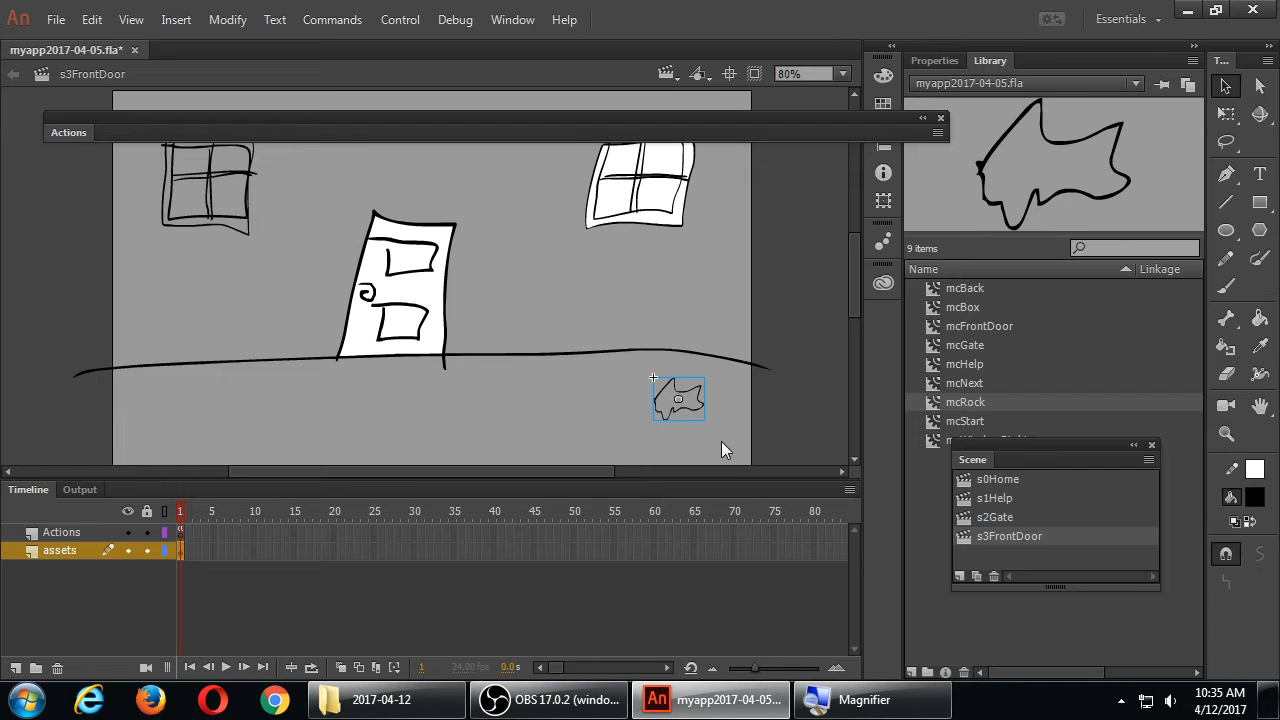 An File Edit View Insert Modify Text Commands Control Debug Window Help Essentials
myapp2017-04-05.fla* ×
s3FrontDoor 80%
Actions
Properties Library
myapp2017-04-05.fla
9 items
Name Linkage
mcBack
mcBox
mcFrontDoor
mcGate
mcHelp
mcNext
mcRock
mcStart
Scene
s0Home
s1Help
s2Gate
s3FrontDoor
T...
Timeline Output
1 5 10 15 20 25 30 35 40 45 50 55 60 65 70 75 80
Actions
assets
1 24.00 fps 0.0 s
2017-04-12 OBS 17.0.2 (windo... An myapp2017-04-05... Magnifier
10:35 AM
4/12/2017